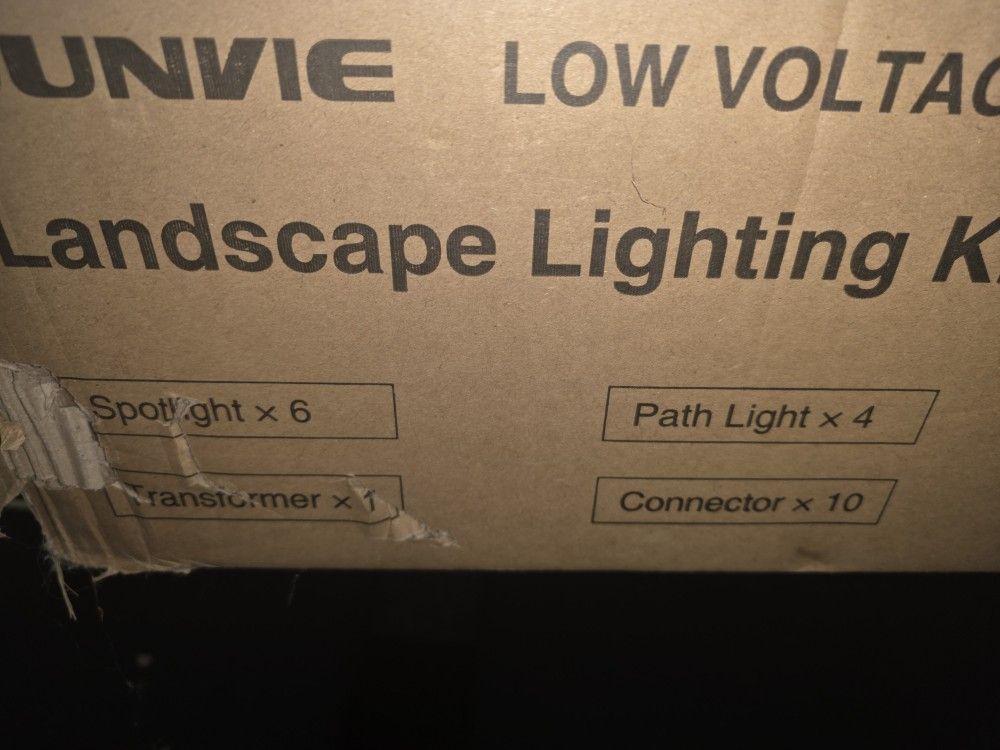 UNVIE LOW VOLTAG
Landscape Lighting K
Spotlight × 6 Path Light × 4
Transformer × 1 Connector × 10